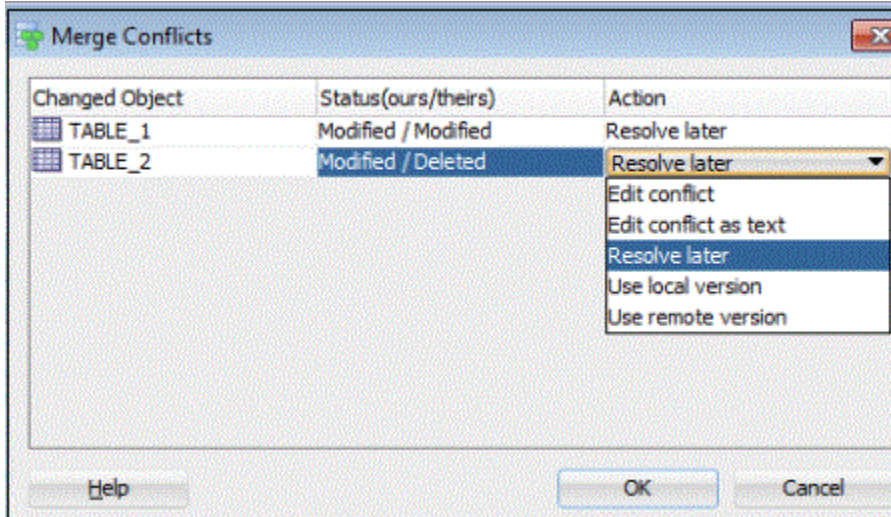 Merge Conflicts
Changed Object Status(ours/theirs) Action
TABLE_1 Modified / Modified Resolve later
TABLE_2 Modified / Deleted Resolve later
Edit conflict
Edit conflict as text
Resolve later
Use local version
Use remote version
Help OK Cancel